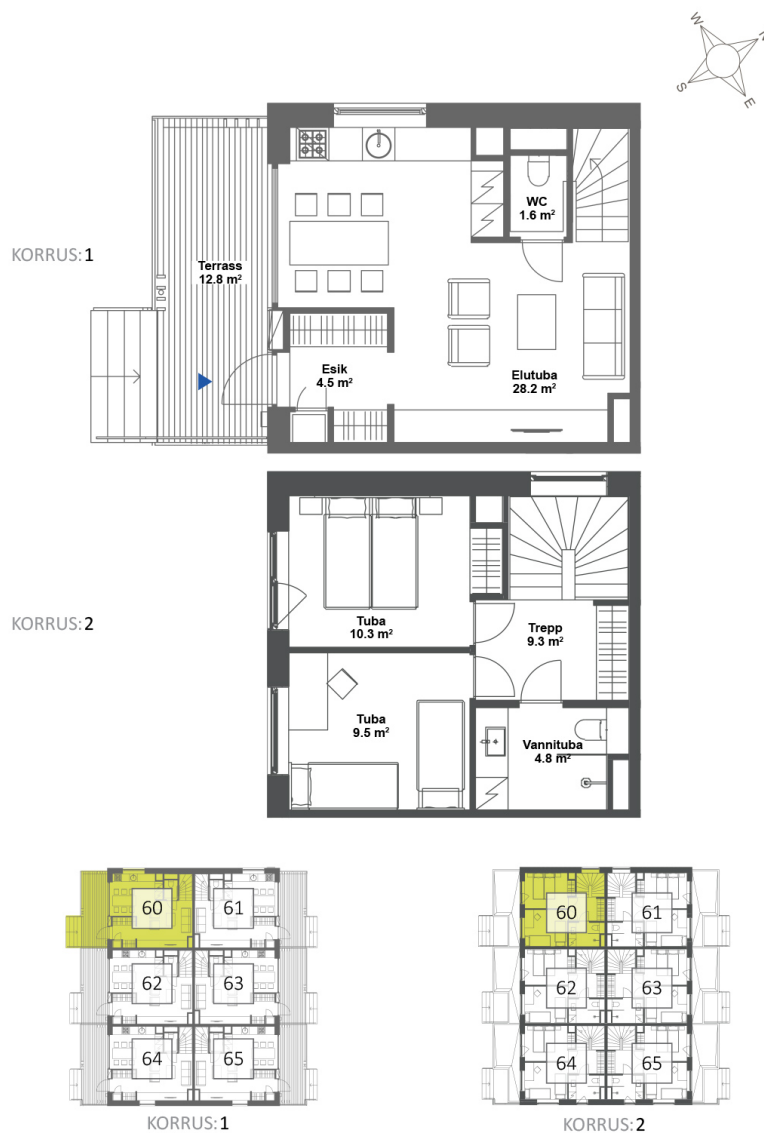 W
N
S
E
KORRUS: 1
WC
1.6 m²
Terrass
12.8 m²
Esik
4.5 m²
Elutuba
28.2 m²
KORRUS: 2
Tuba
10.3 m²
Trepp
9.3 m²
Tuba
9.5 m²
Vannituba
4.8 m²
60
61
62
63
64
65
KORRUS: 1
60
61
62
63
64
65
KORRUS: 2